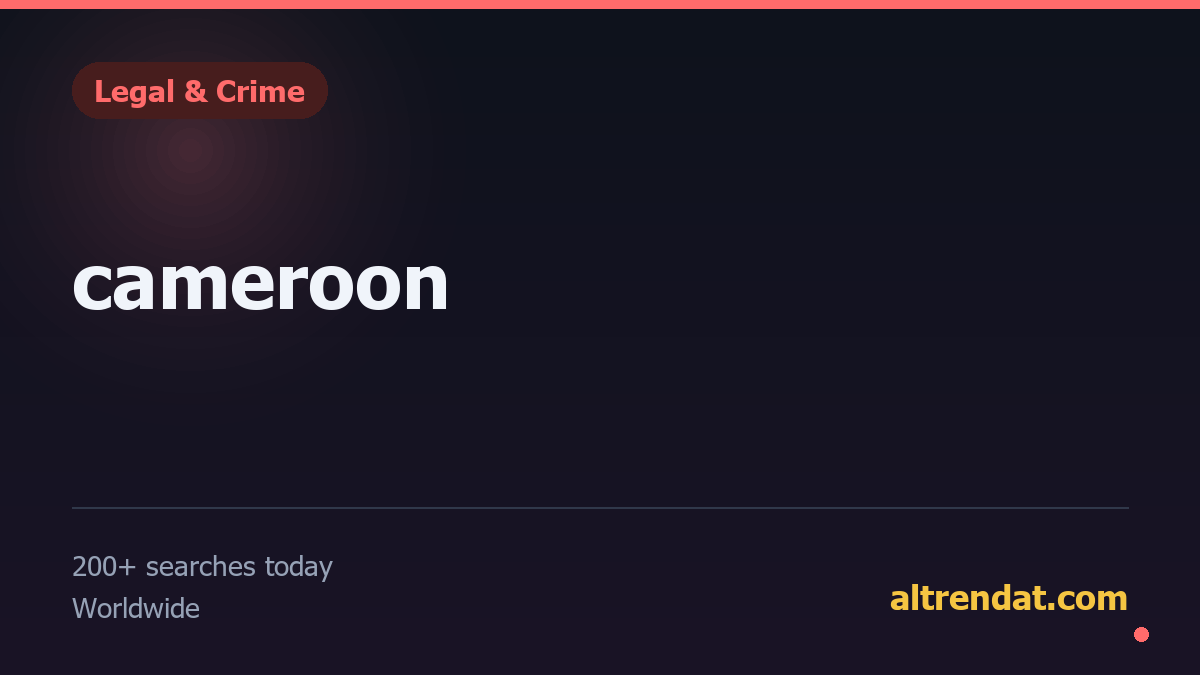 Legal & Crime
cameroon
200+ searches today
Worldwide
altrendat.com